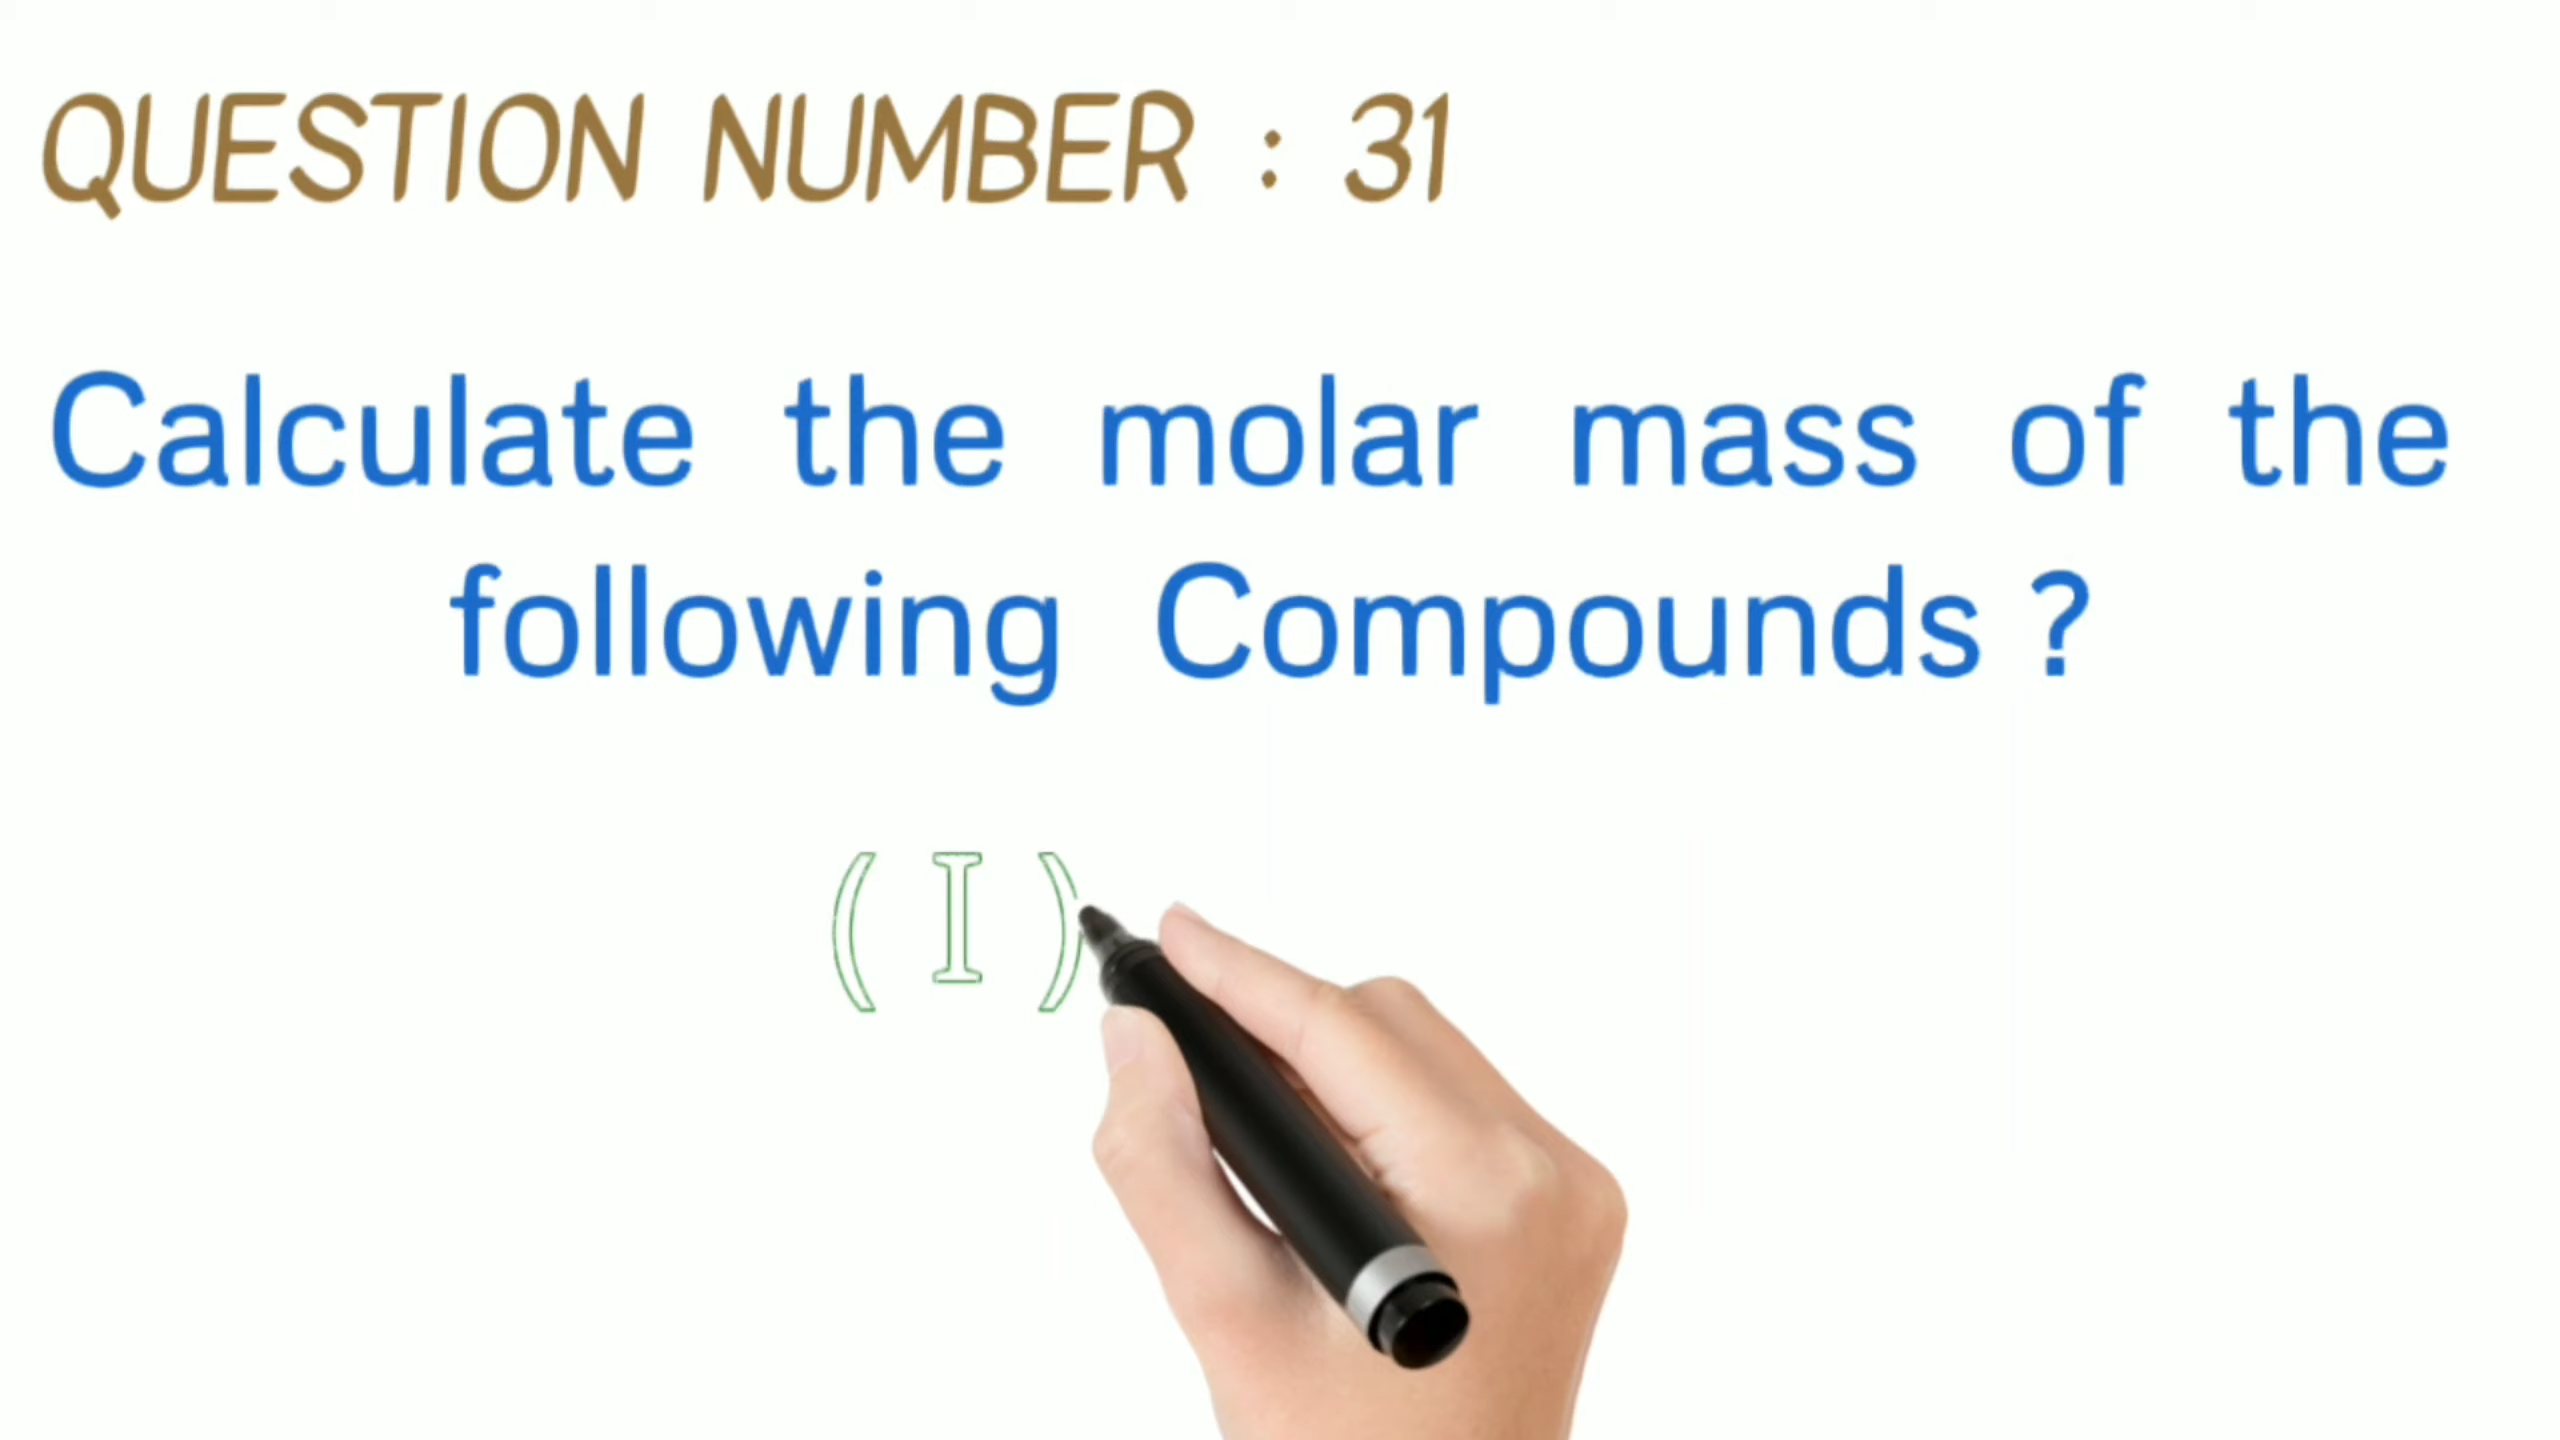 QUESTION NUMBER : 31
Calculate the molar mass of the
following Compounds ?
( I )